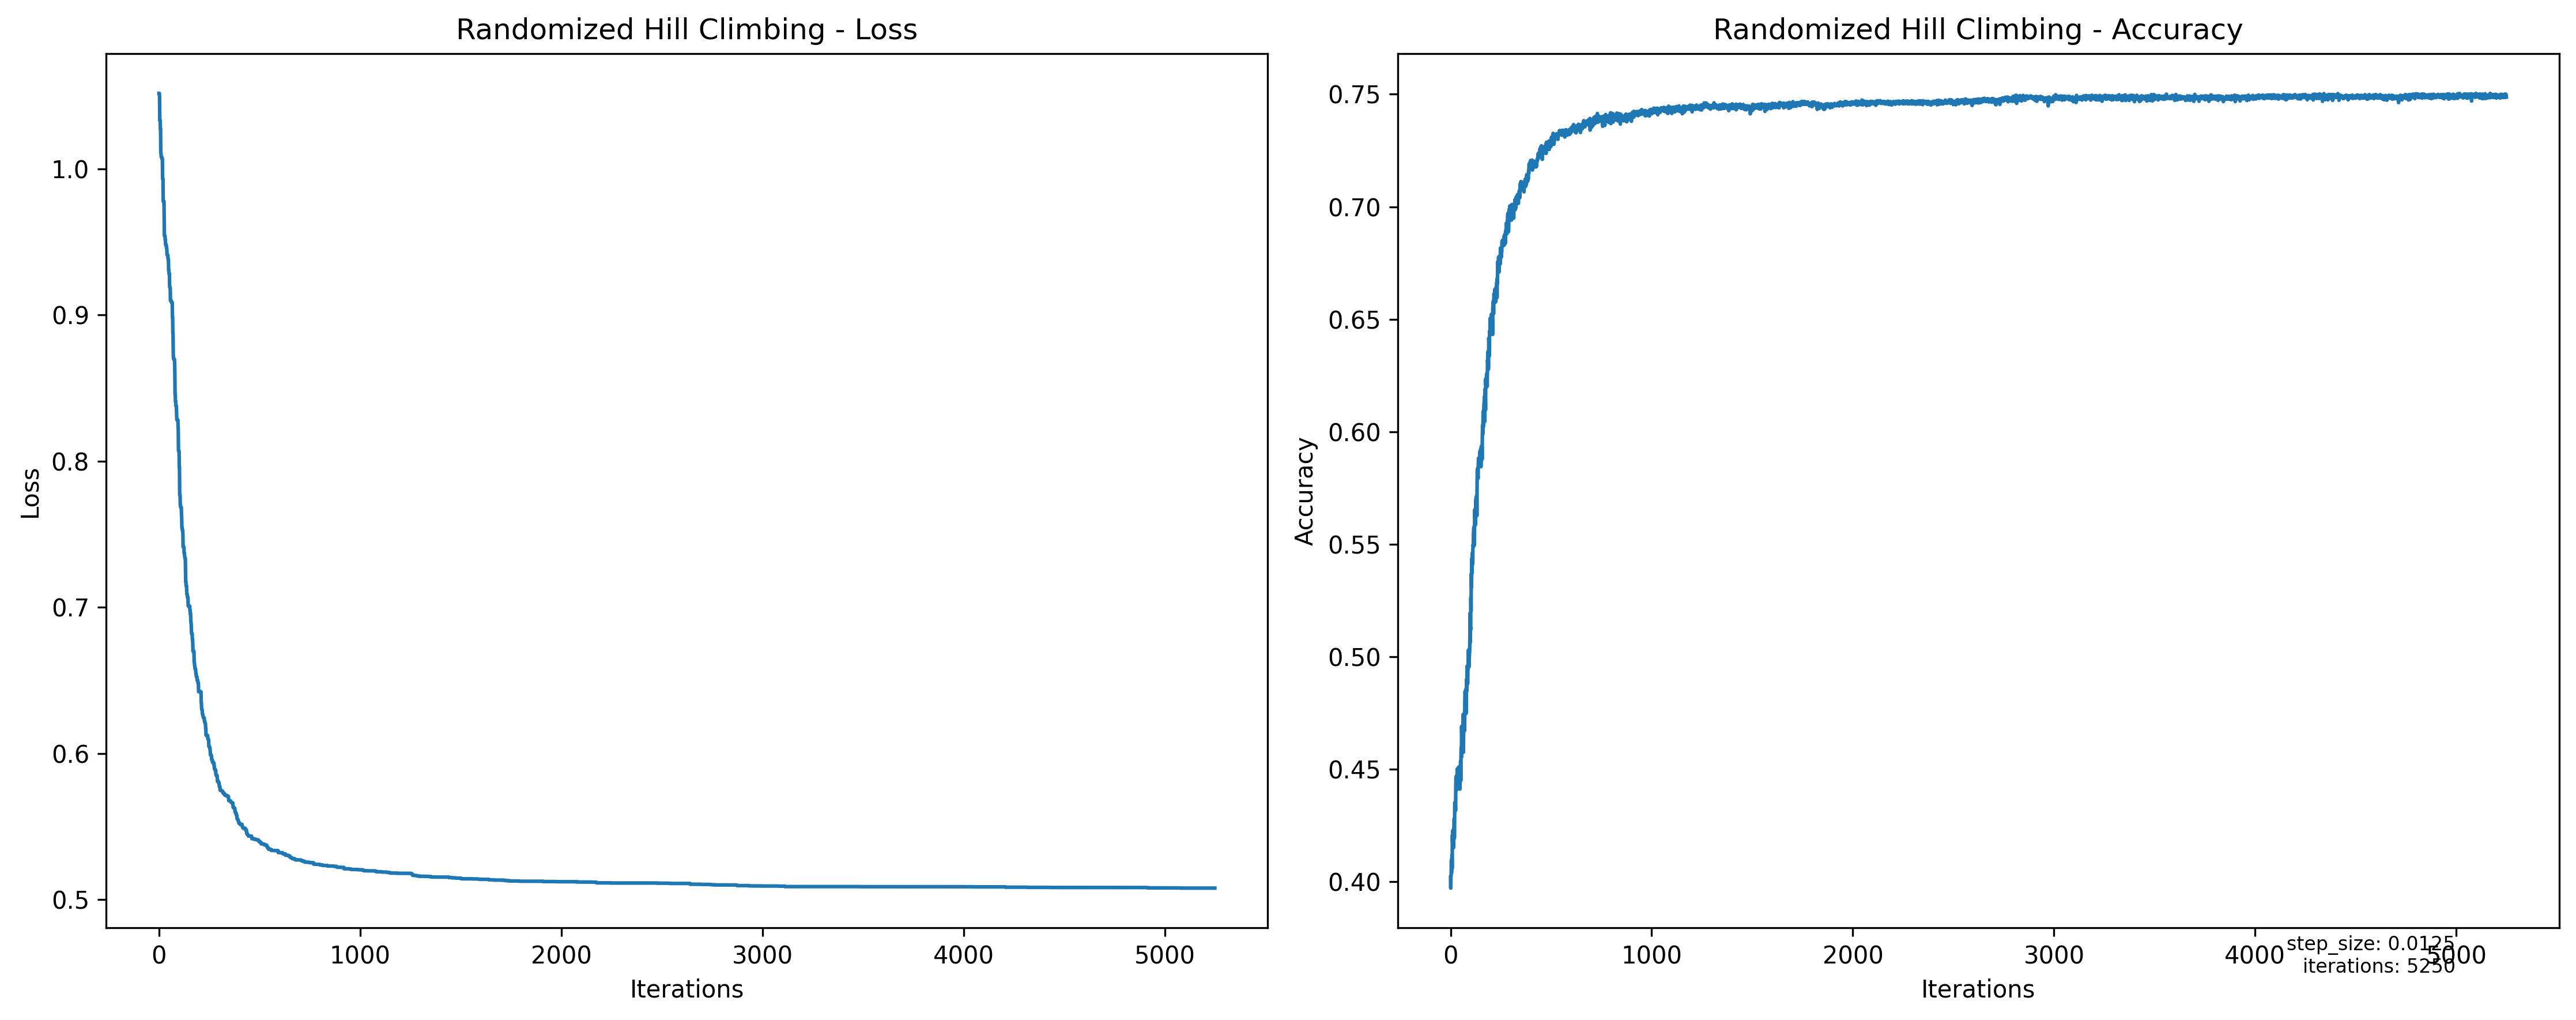 Randomized Hill Climbing - Loss
Loss
1.0
0.9
0.8
0.7
0.6
0.5
0 1000 2000 3000 4000 5000
Iterations
Randomized Hill Climbing - Accuracy
Accuracy
0.75
0.70
0.65
0.60
0.55
0.50
0.45
0.40
0 1000 2000 3000 4000 5000
Iterations
step_size: 0.0125
iterations: 5250